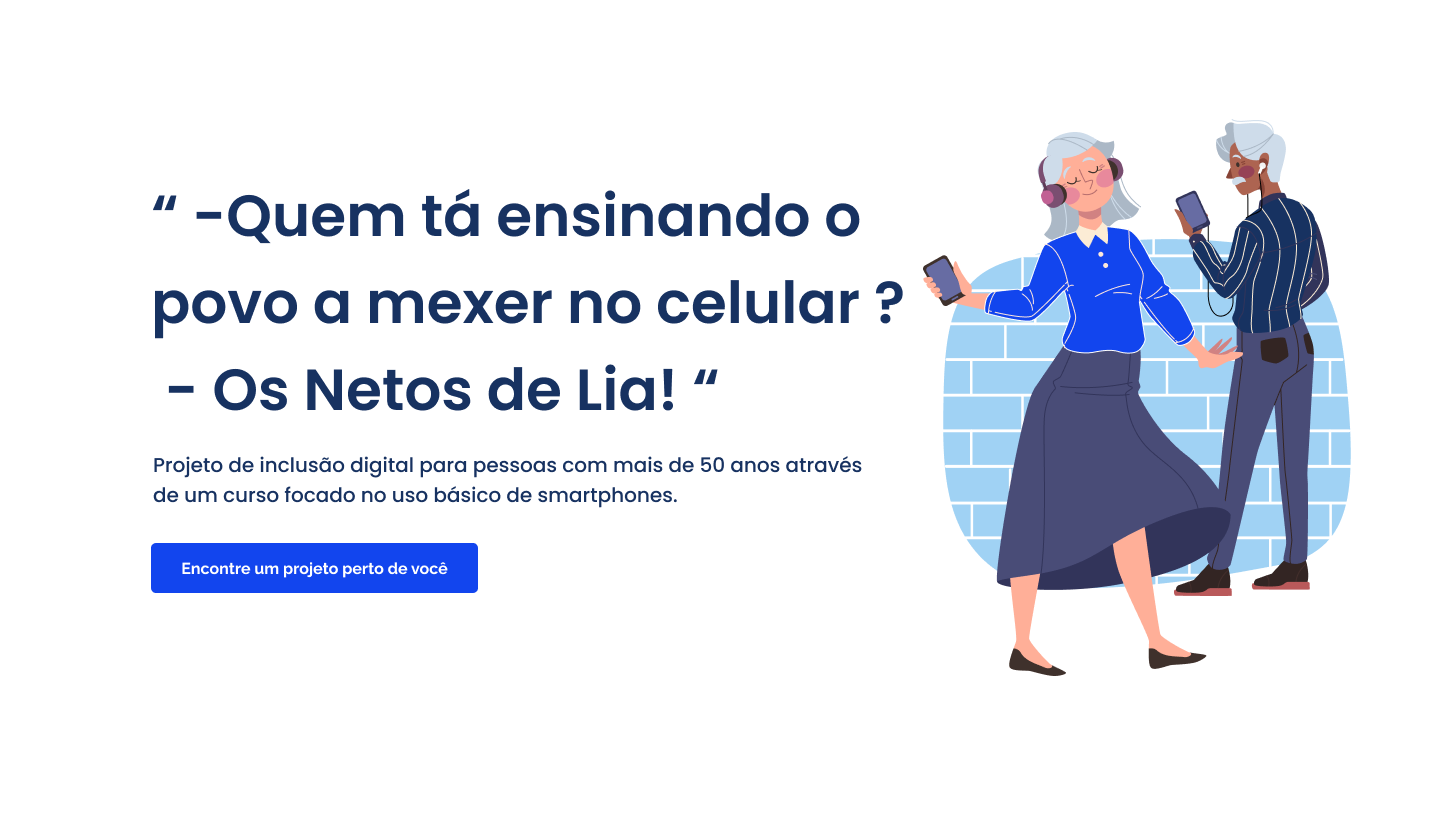 “ -Quem tá ensinando o
povo a mexer no celular ?
- Os Netos de Lia! “
Projeto de inclusão digital para pessoas com mais de 50 anos através
de um curso focado no uso básico de smartphones.
Encontre um projeto perto de você